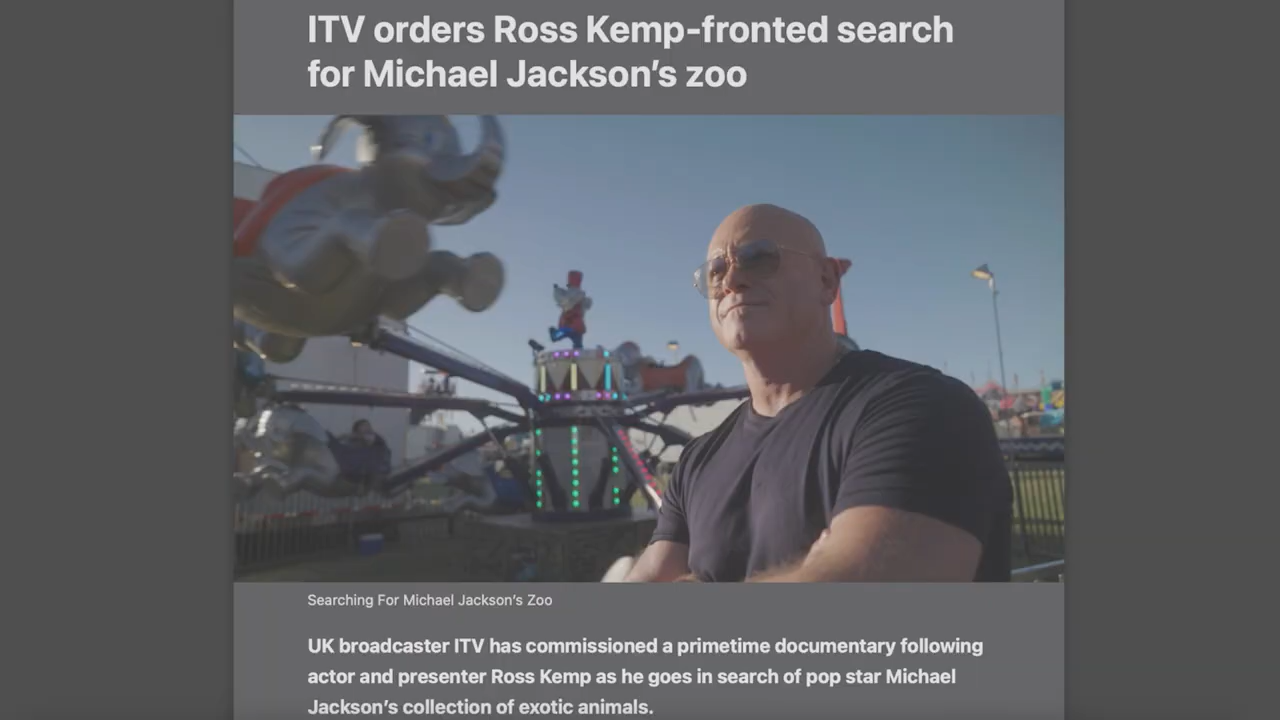 ITV orders Ross Kemp-fronted search
for Michael Jackson's zoo
Searching For Michael Jackson's Zoo
UK broadcaster ITV has commissioned a primetime documentary following
actor and presenter Ross Kemp as he goes in search of pop star Michael
Jackson's collection of exotic animals.